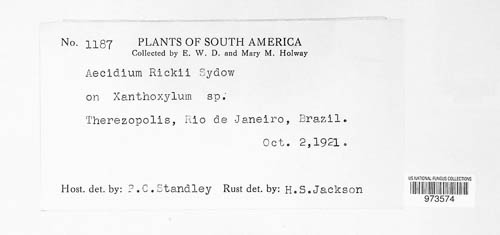 No. 1187 PLANTS OF SOUTH AMERICA
Collected by E. W. D. and Mary M. Holway
Aecidium Rickii Sydow
on Xanthoxylum sp.
Therezopolis, Rio de Janeiro, Brazil.
Oct. 2,1921.
Host. det. by: P.C.Standley Rust det. by: H.S.Jackson
US NATIONAL FUNGUS COLLECTIONS
973574